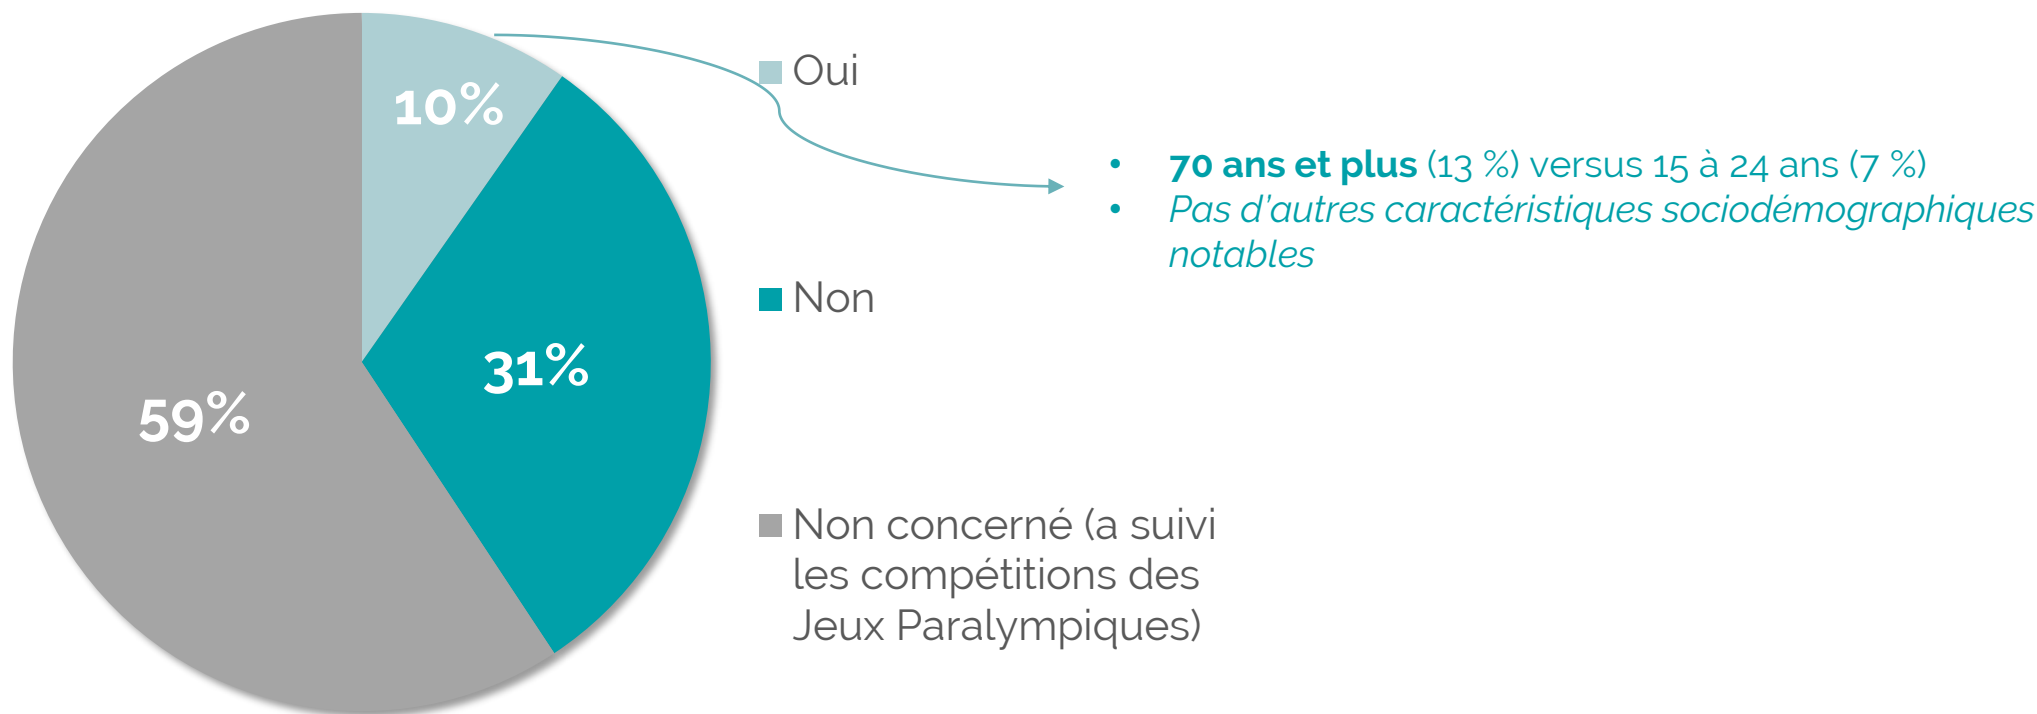 10%
31%
59%
Oui
Non
Non concerné (a suivi
les compétitions des
Jeux Paralympiques)
• 70 ans et plus (13 %) versus 15 à 24 ans (7 %)
• Pas d’autres caractéristiques sociodémographiques
notables